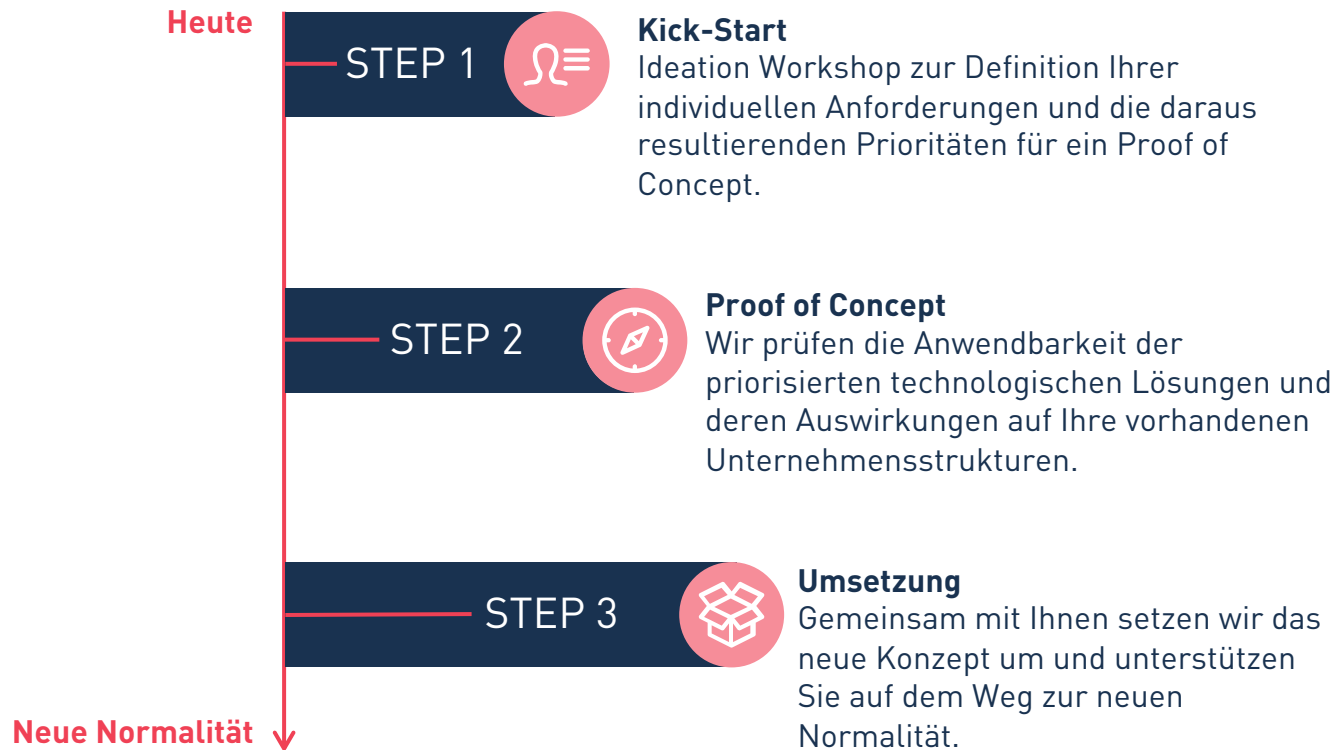 Heute
STEP 1
Kick-Start
Ideation Workshop zur Definition Ihrer
individuellen Anforderungen und die daraus
resultierenden Prioritäten für ein Proof of
Concept.
STEP 2
Proof of Concept
Wir prüfen die Anwendbarkeit der
priorisierten technologischen Lösungen und
deren Auswirkungen auf Ihre vorhandenen
Unternehmensstrukturen.
STEP 3
Umsetzung
Gemeinsam mit Ihnen setzen wir das
neue Konzept um und unterstützen
Sie auf dem Weg zur neuen
Normalität.
Neue Normalität